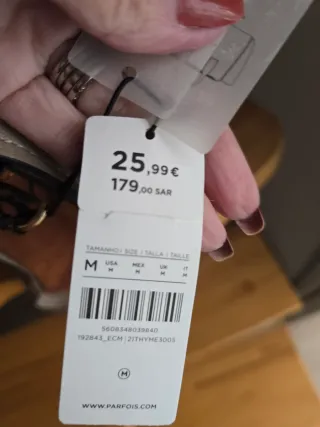 25,99€
179,00 SAR
TAMANHO / SIZE / TALLA / TAILLE
M USA M MEX M UK M IT M
5608348039640
192843_ECM | 21THYME3003
M
WWW.PARFOIS.COM